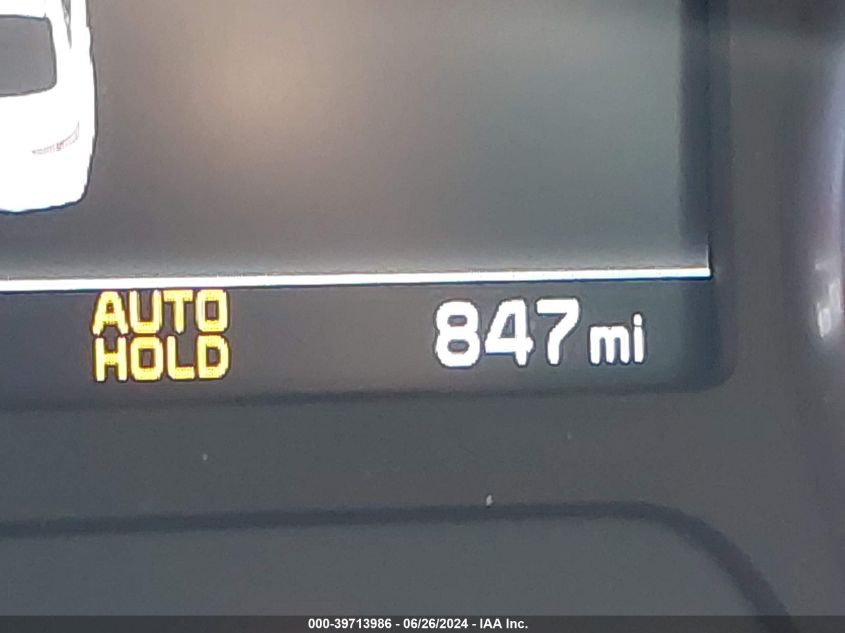 AUTO
HOLD
847 mi
000-39713986 - 06/26/2024 - IAA Inc.